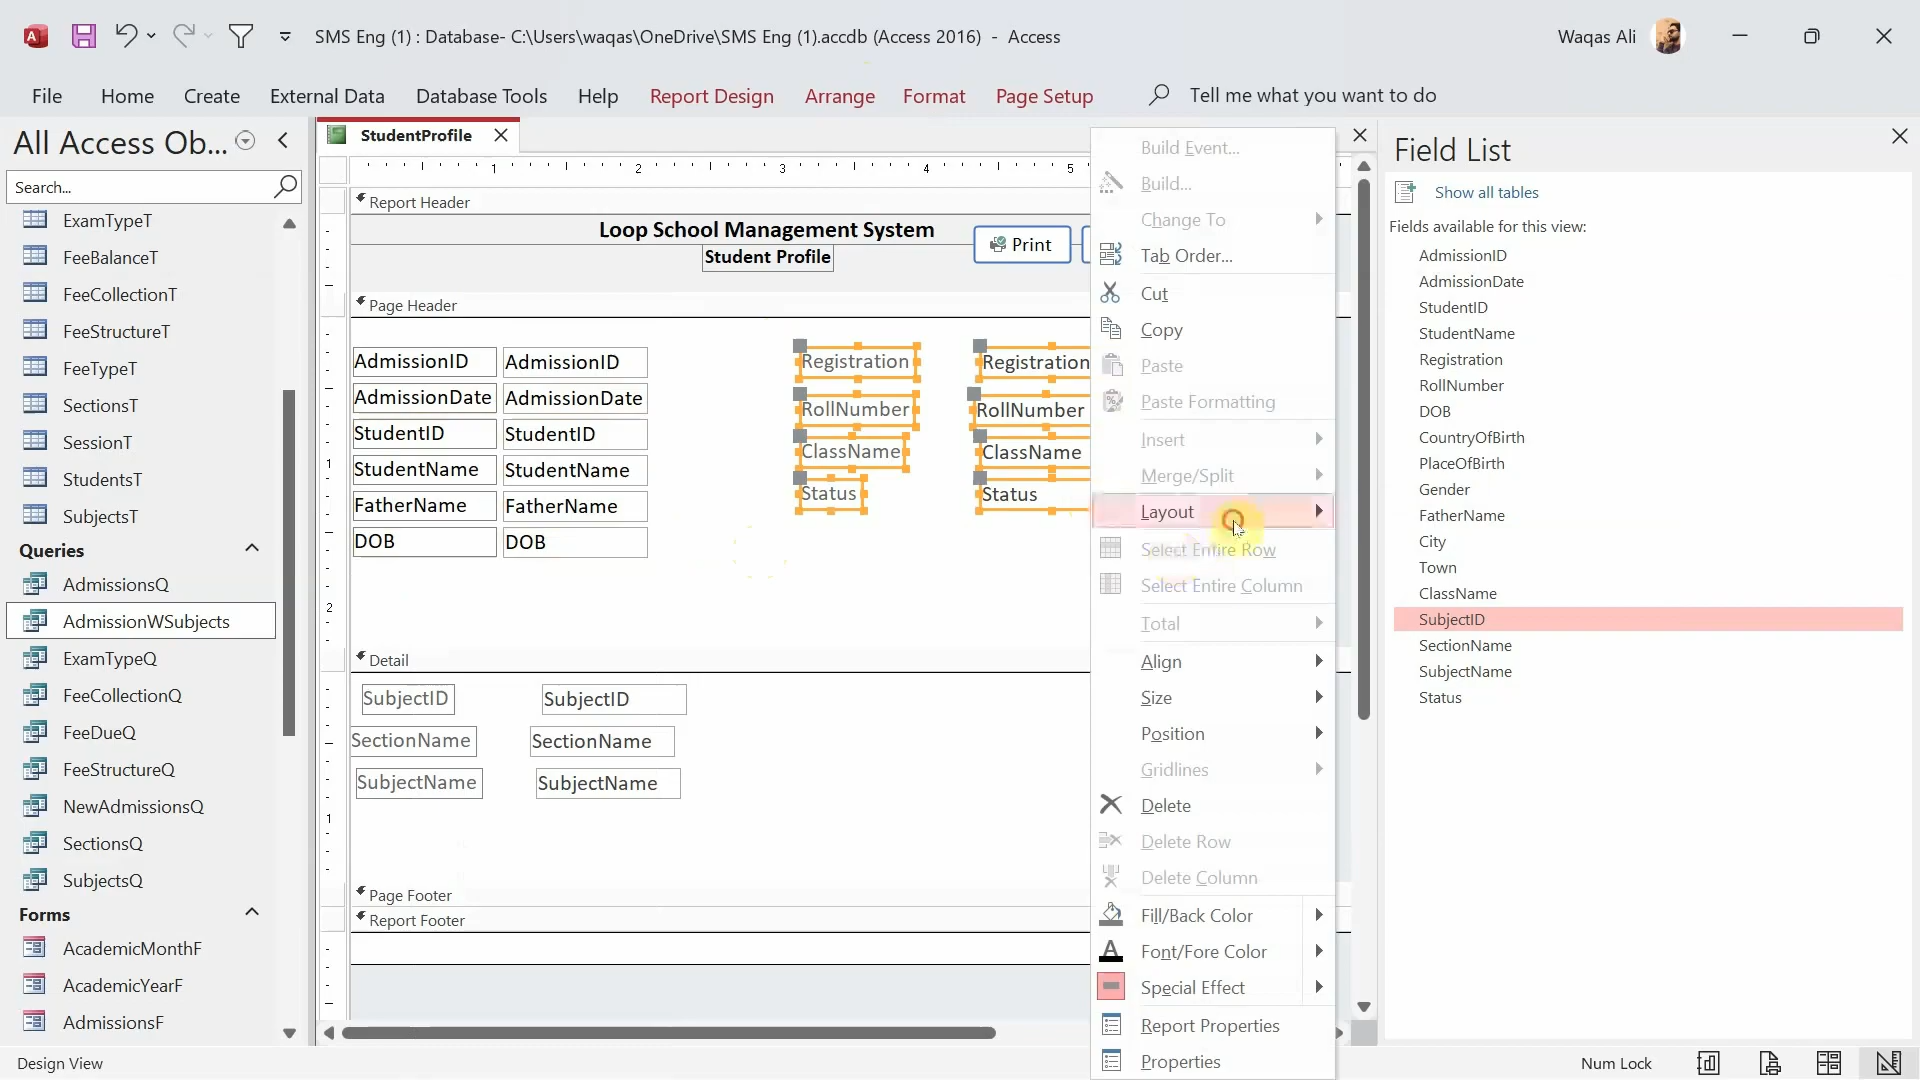 SMS Eng (1) : Database- C:\Users\waqas\OneDrive\SMS Eng (1).accdb (Access 2016) - Access
Waqas Ali
File Home Create External Data Database Tools Help Report Design Arrange Format Page Setup
Tell me what you want to do
All Access Ob...
Search...
ExamTypeT
FeeBalanceT
FeeCollectionT
FeeStructureT
FeeTypeT
SectionsT
SessionT
StudentsT
SubjectsT
Queries
AdmissionsQ
AdmissionWSubjects
ExamTypeQ
FeeCollectionQ
FeeDueQ
FeeStructureQ
NewAdmissionsQ
SectionsQ
SubjectsQ
Forms
AcademicMonthF
AcademicYearF
AdmissionsF
StudentProfile
1 2 3 4 5
Report Header
Loop School Management System
Student Profile
Print
Page Header
AdmissionID AdmissionID Registration Registration
AdmissionDate AdmissionDate RollNumber RollNumber
StudentID StudentID ClassName ClassName
1
StudentName StudentName Status Status
FatherName FatherName
DOB DOB
2
Detail
SubjectID SubjectID
SectionName SectionName
SubjectName SubjectName
1
Page Footer
Report Footer
Build Event...
Build...
Change To
Tab Order...
Cut
Copy
Paste
Paste Formatting
Insert
Merge/Split
Layout
Select Entire Row
Select Entire Column
Total
Align
Size
Position
Gridlines
Delete
Delete Row
Delete Column
Fill/Back Color
Font/Fore Color
Special Effect
Report Properties
Properties
Field List
Show all tables
Fields available for this view:
AdmissionID
AdmissionDate
StudentID
StudentName
Registration
RollNumber
DOB
CountryOfBirth
PlaceOfBirth
Gender
FatherName
City
Town
ClassName
SubjectID
SectionName
SubjectName
Status
Design View
Num Lock